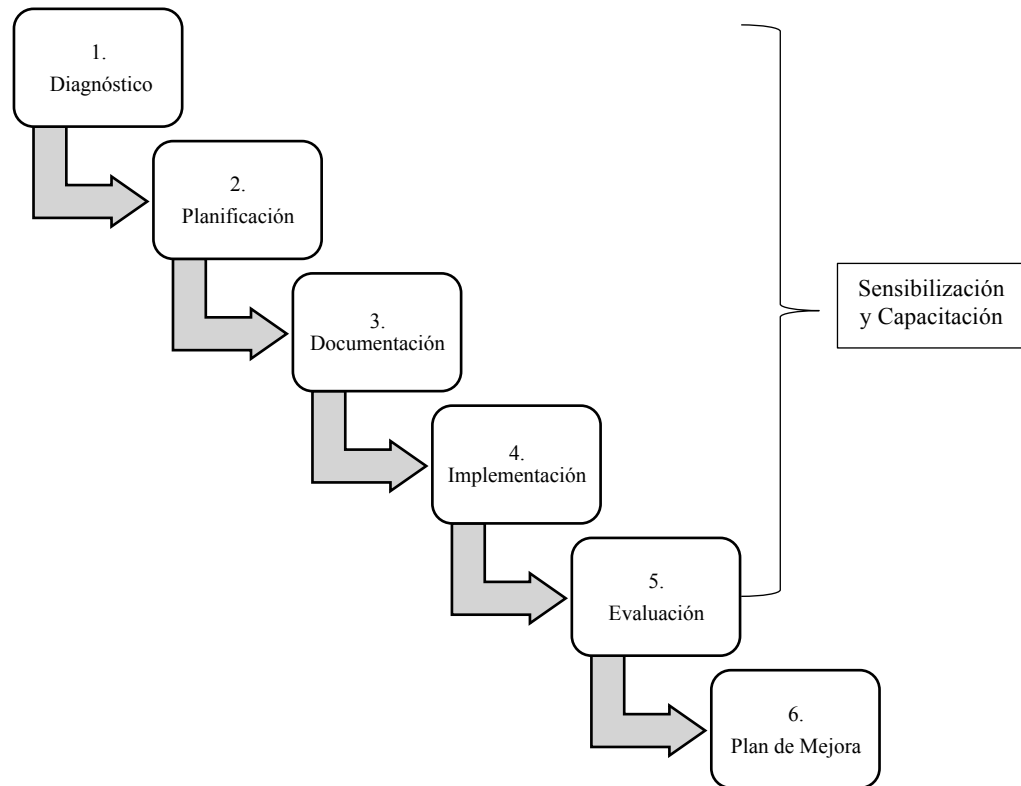 1.
Diagnóstico
2.
Planificación
3.
Documentación
4.
Implementación
5.
Evaluación
6.
Plan de Mejora
Sensibilización
y Capacitación